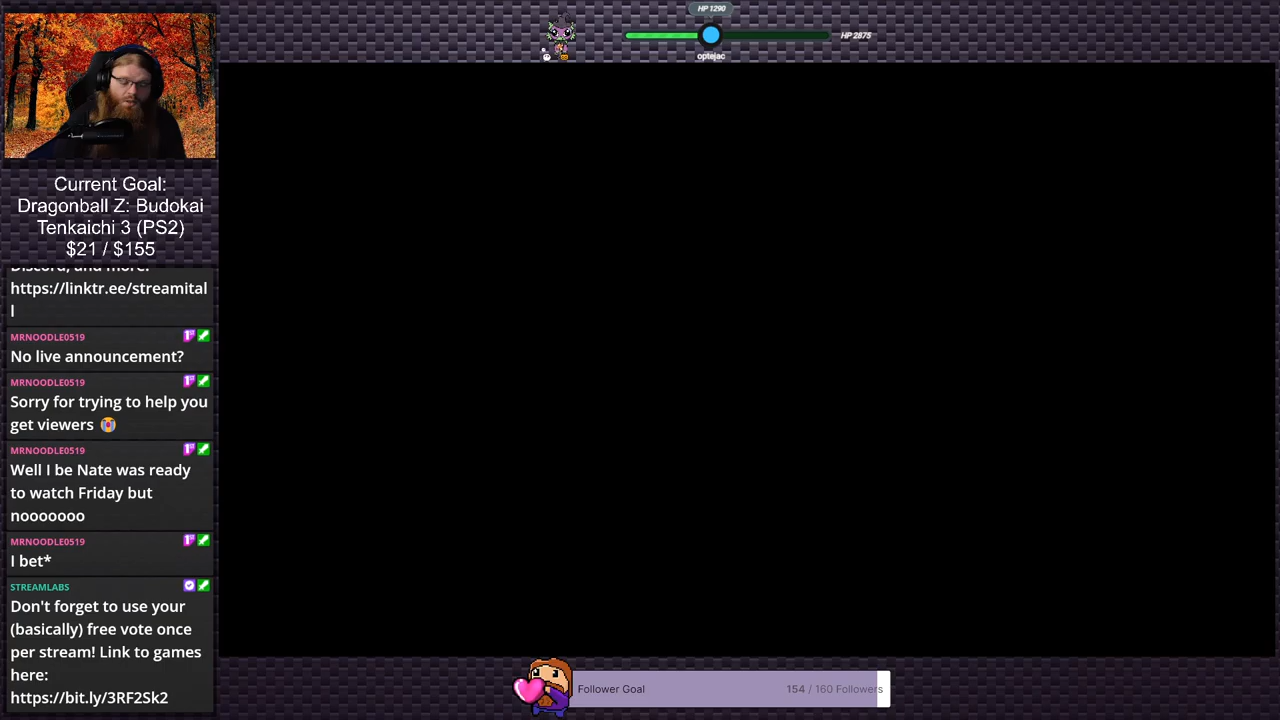 HP 1290
HP 2875
optejac
Current Goal:
Dragonball Z: Budokai
Tenkaichi 3 (PS2)
$21 / $155
Discord, and more:
https://linktr.ee/streamital
l
MRNOODLE0519
No live announcement?
MRNOODLE0519
Sorry for trying to help you
get viewers
MRNOODLE0519
Well I be Nate was ready
to watch Friday but
nooooooo
MRNOODLE0519
I bet*
STREAMLABS
Don't forget to use your
(basically) free vote once
per stream! Link to games
here:
https://bit.ly/3RF2Sk2
Follower Goal
154 / 160 Followers